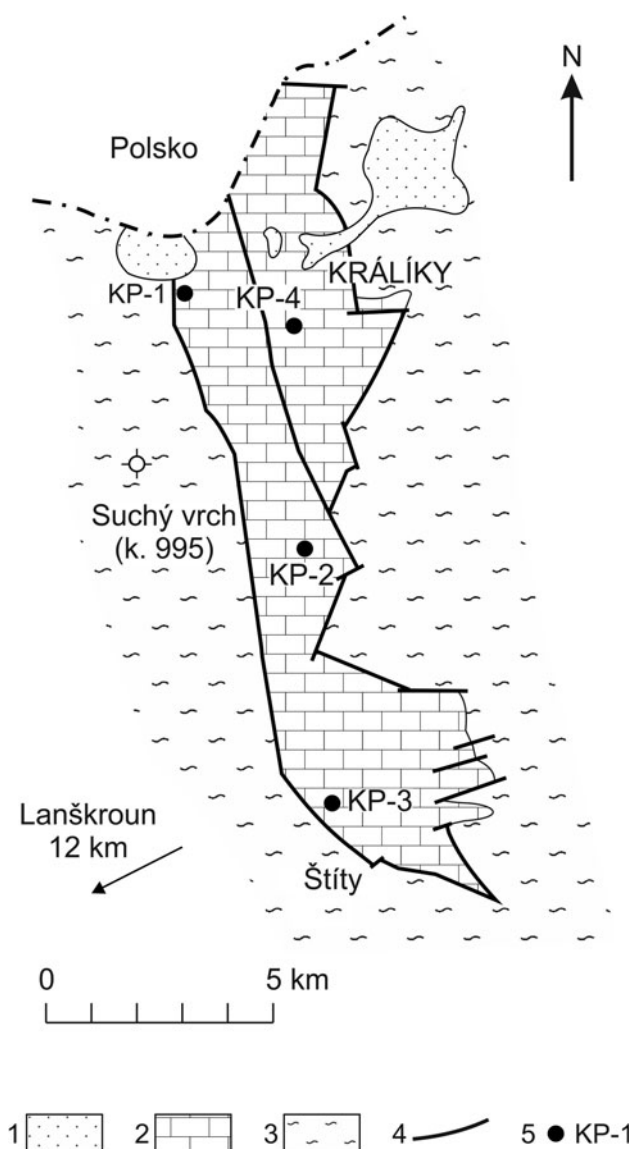 N
Polsko
KRÁLÍKY
KP-1
KP-4
Suchý vrch
(k. 995)
KP-2
KP-3
Lanškroun
12 km
Štíty
0 5 km
1 2 3 4 5 KP-1